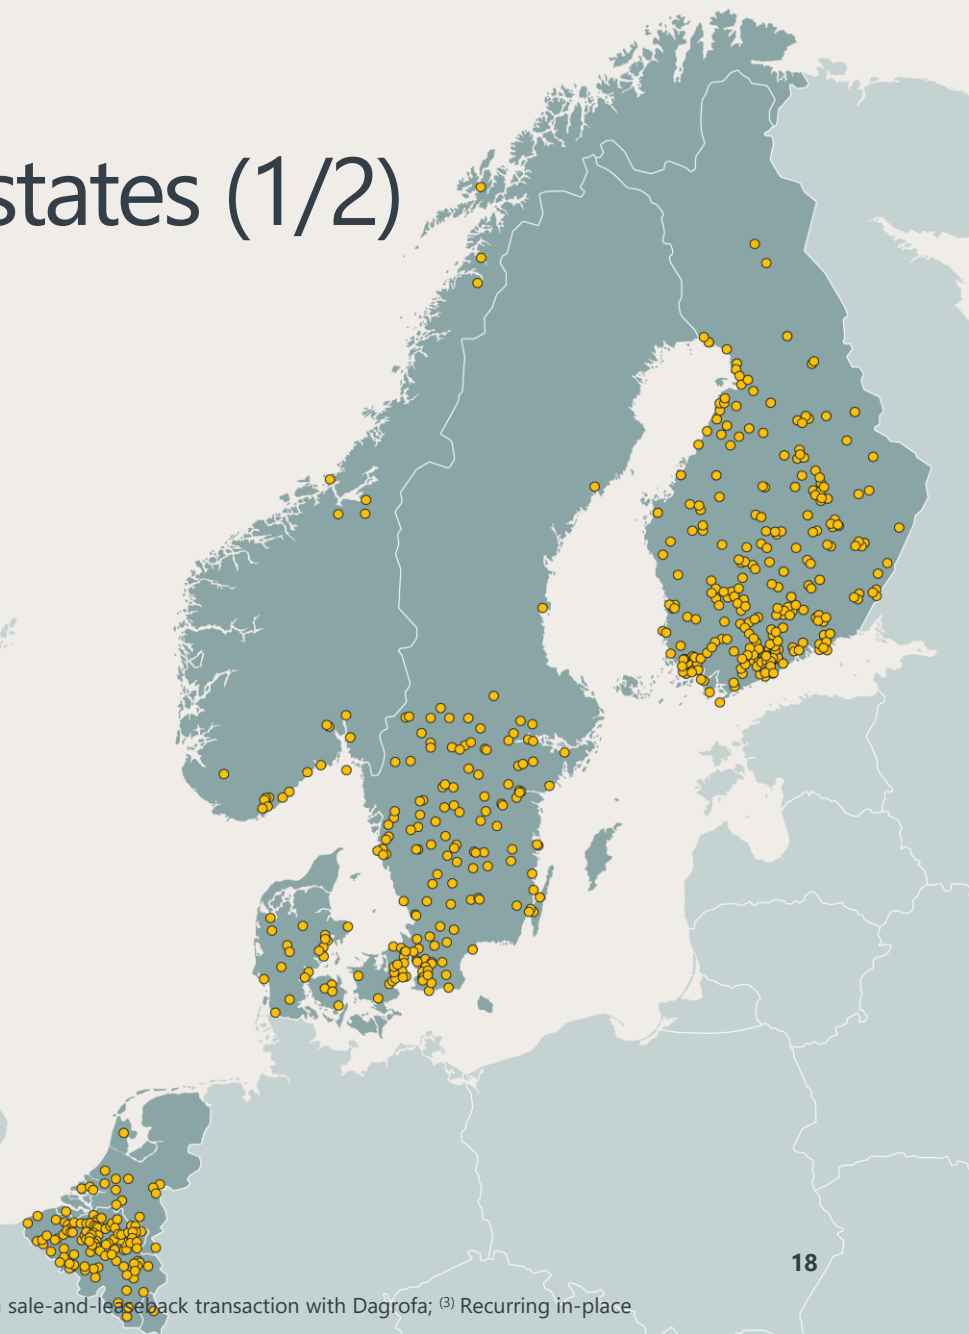 states (1/2)
18
sale-and-leaseback transaction with Dagrofa; ⁽³⁾ Recurring in-place